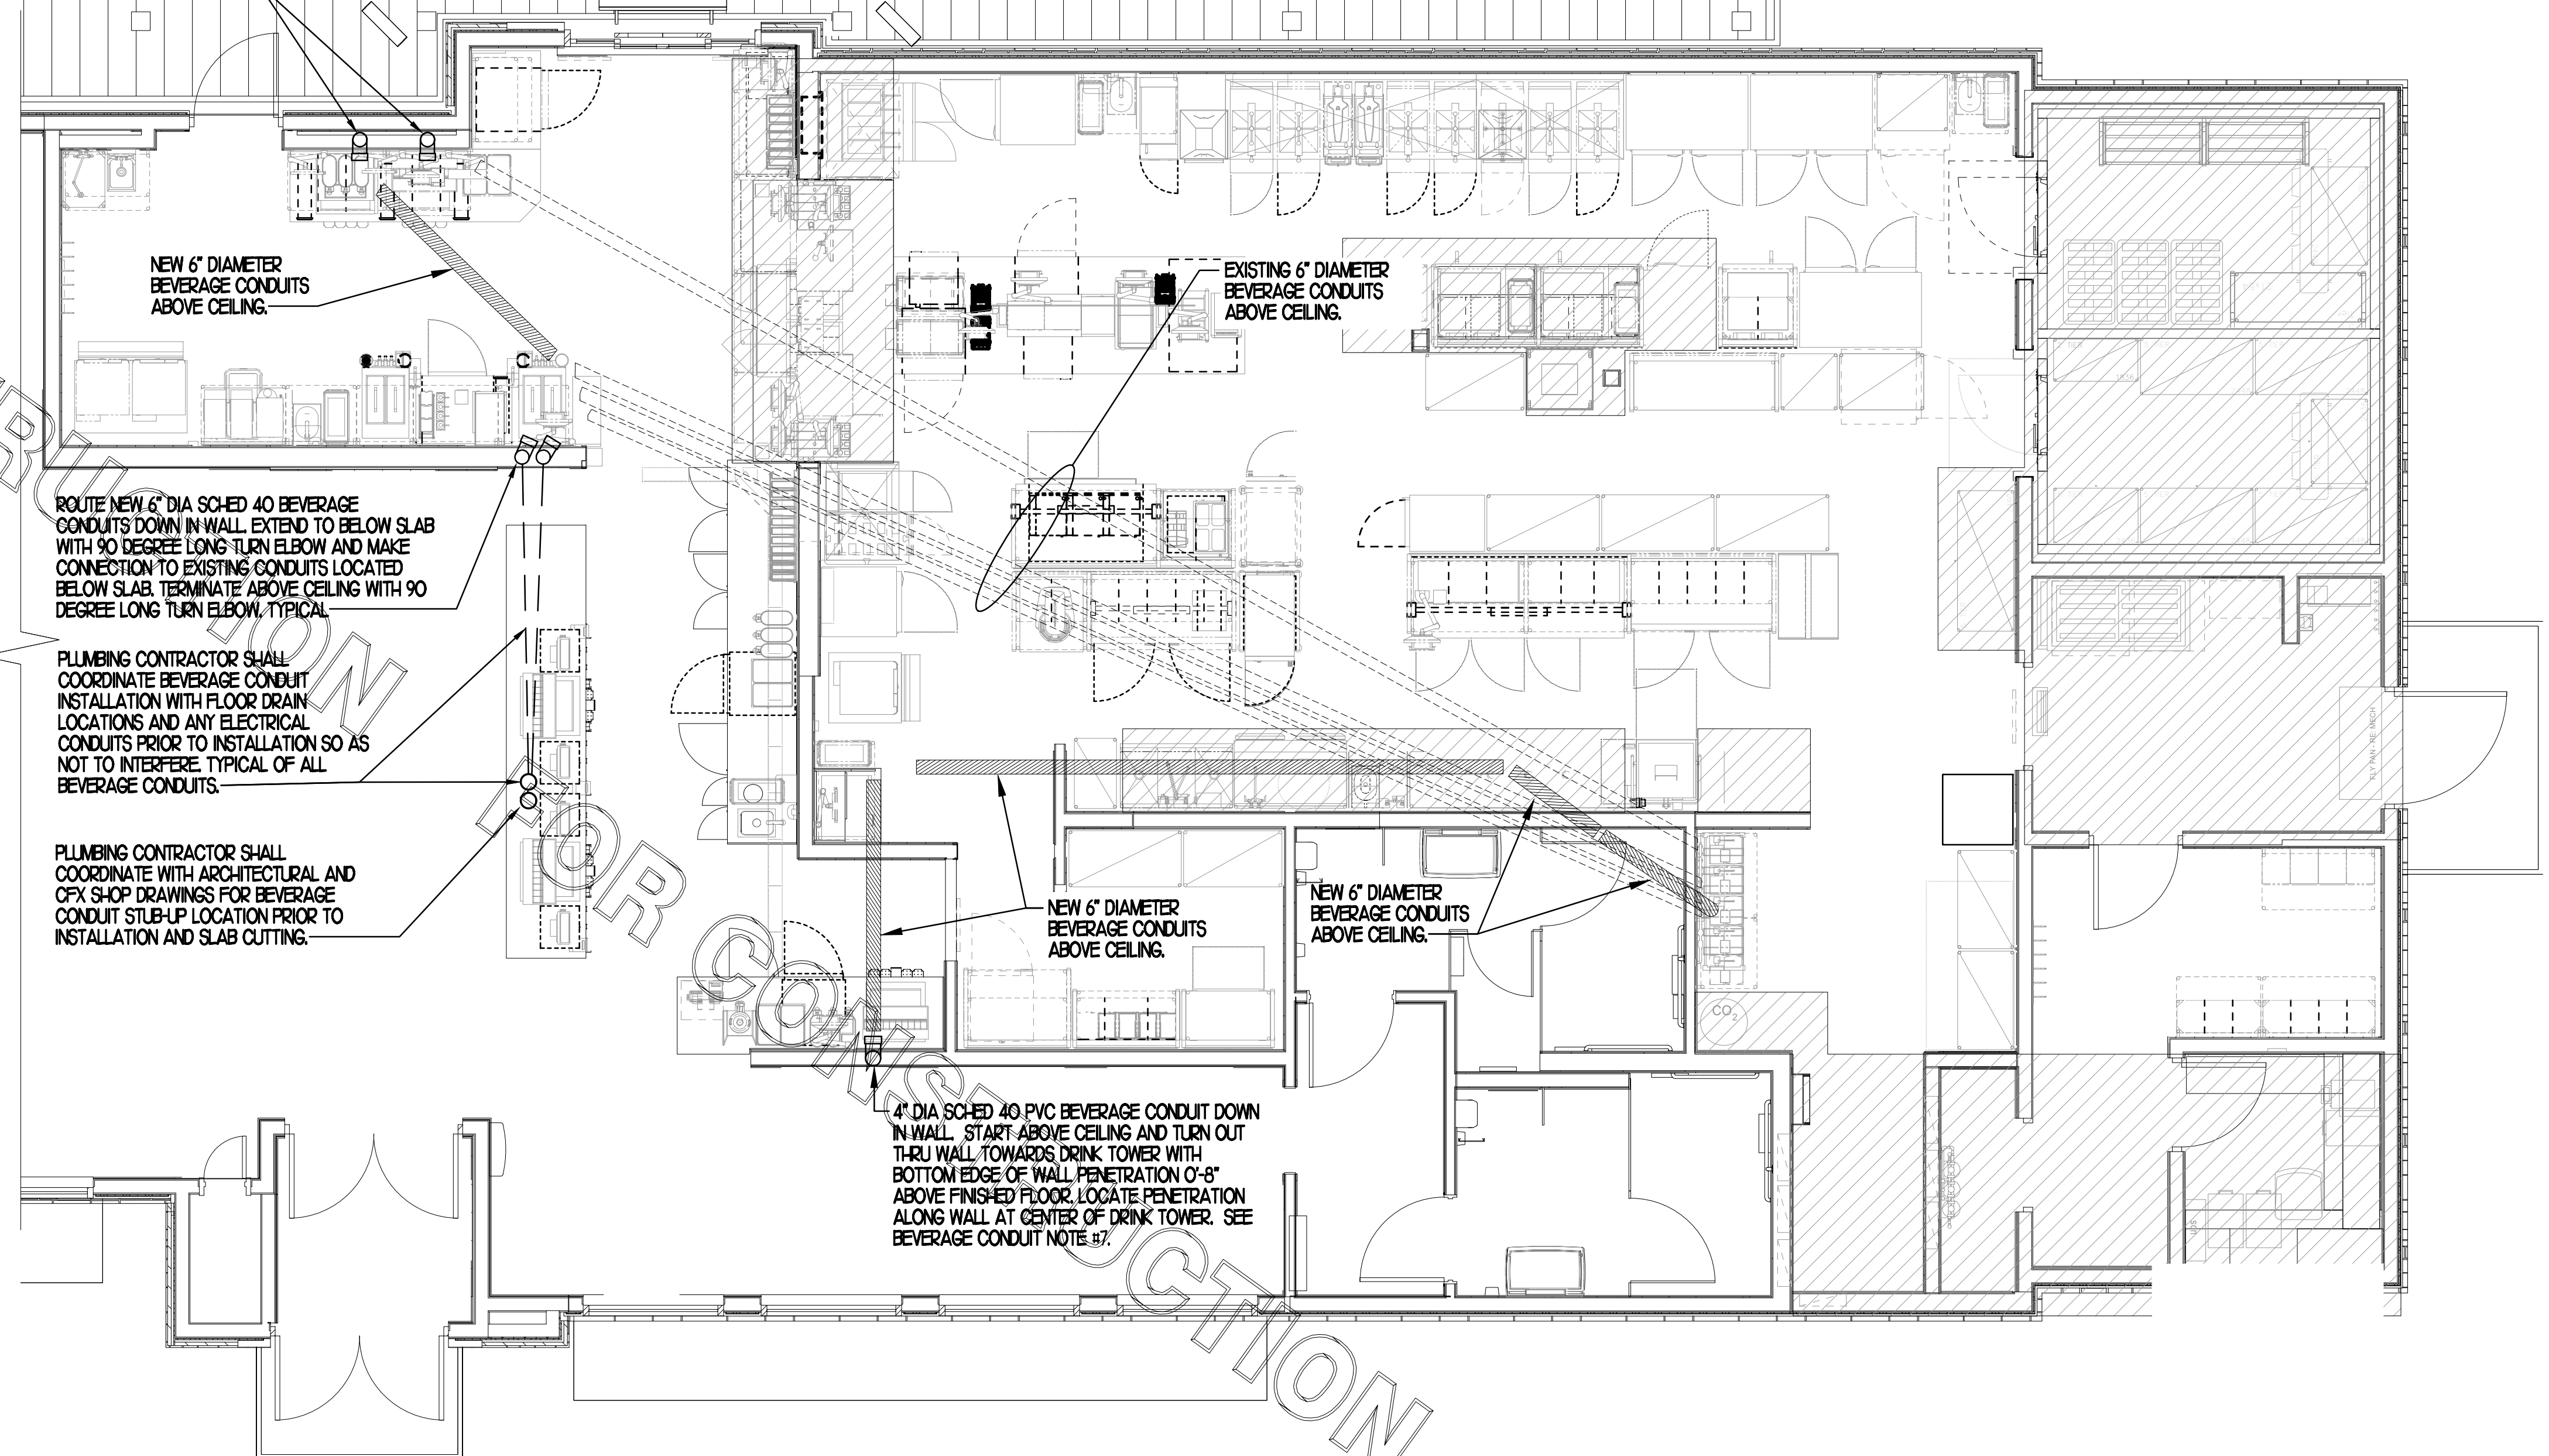 NEW 6" DIAMETER
BEVERAGE CONDUITS
ABOVE CEILING.
EXISTING 6" DIAMETER
BEVERAGE CONDUITS
ABOVE CEILING.
ROUTE NEW 6" DIA SCHED 40 BEVERAGE
CONDUITS DOWN IN WALL. EXTEND TO BELOW SLAB
WITH 90 DEGREE LONG TURN ELBOW AND MAKE
CONNECTION TO EXISTING CONDUITS LOCATED
BELOW SLAB. TERMINATE ABOVE CEILING WITH 90
DEGREE LONG TURN ELBOW. TYPICAL
PLUMBING CONTRACTOR SHALL
COORDINATE BEVERAGE CONDUIT
INSTALLATION WITH FLOOR DRAIN
LOCATIONS AND ANY ELECTRICAL
CONDUITS PRIOR TO INSTALLATION SO AS
NOT TO INTERFERE. TYPICAL OF ALL
BEVERAGE CONDUITS.
PLUMBING CONTRACTOR SHALL
COORDINATE WITH ARCHITECTURAL AND
CFX SHOP DRAWINGS FOR BEVERAGE
CONDUIT STUB-UP LOCATION PRIOR TO
INSTALLATION AND SLAB CUTTING.
NEW 6" DIAMETER
BEVERAGE CONDUITS
ABOVE CEILING.
NEW 6" DIAMETER
BEVERAGE CONDUITS
ABOVE CEILING.
4" DIA SCHED 40 PVC BEVERAGE CONDUIT DOWN
IN WALL. START ABOVE CEILING AND TURN OUT
THRU WALL TOWARDS DRINK TOWER WITH
BOTTOM EDGE OF WALL PENETRATION 0'-8"
ABOVE FINISHED FLOOR. LOCATE PENETRATION
ALONG WALL AT CENTER OF DRINK TOWER. SEE
BEVERAGE CONDUIT NOTE #7.
CO2
FLY FAN - RE: MECH
RUCTION
FOR CONSTRUCTION